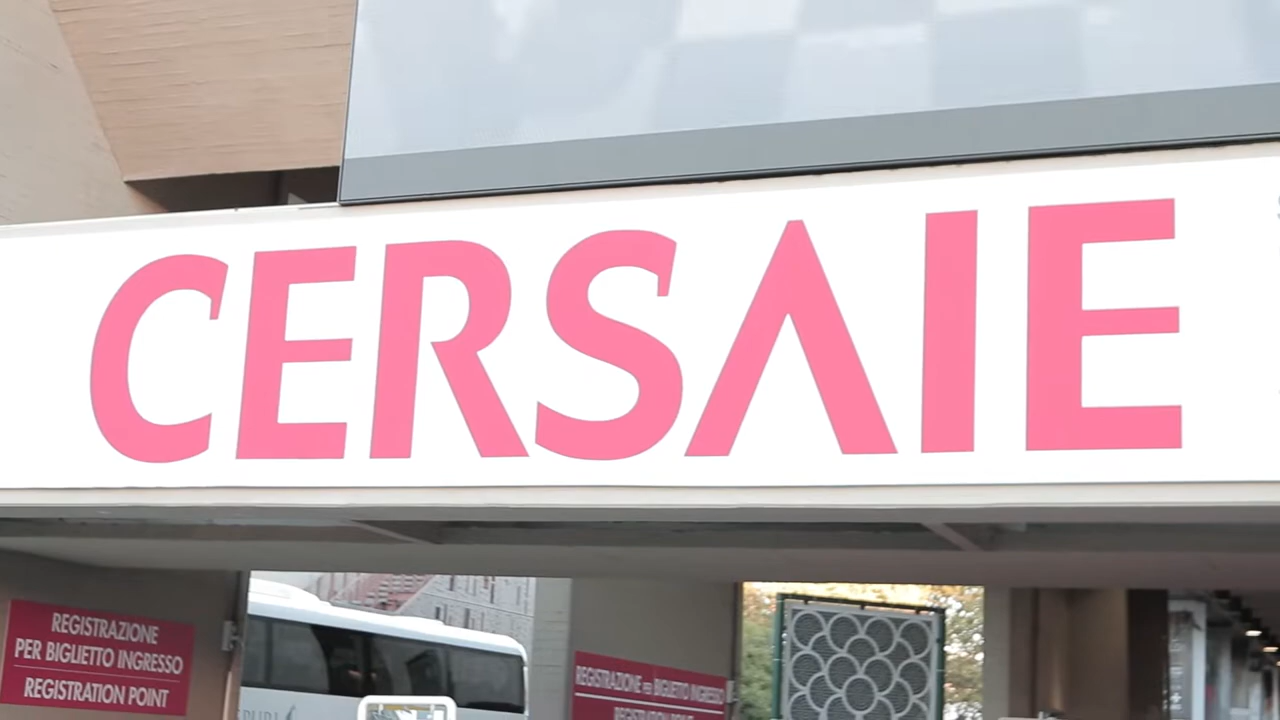 CERSAIE
REGISTRAZIONE
PER BIGLIETTO INGRESSO
REGISTRATION POINT
REGISTRAZIONE PER BIGLIETTO INGRESSO